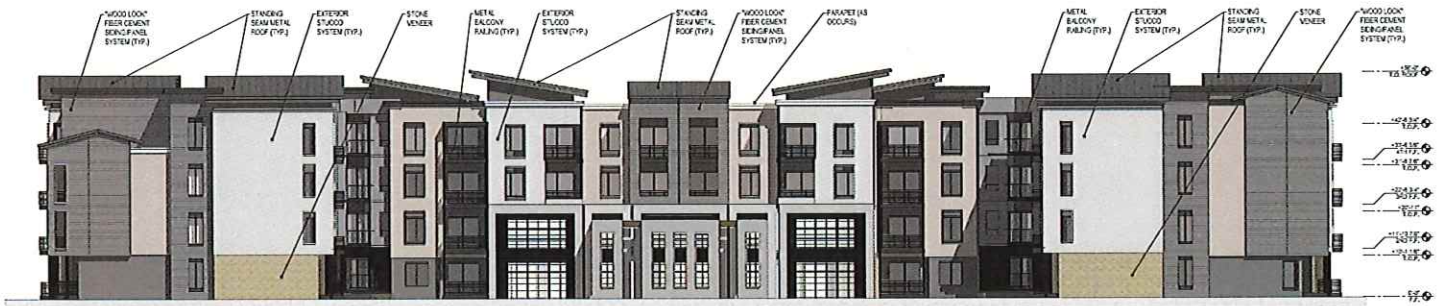 "WOOD LOOK"
FIBER CEMENT
SIDING/PANEL
SYSTEM (TYP.)
STANDING
SEAM METAL
ROOF (TYP.)
EXTERIOR
STUCCO
SYSTEM (TYP.)
STONE
VENEER
METAL
BALCONY
RAILING (TYP.)
EXTERIOR
STUCCO
SYSTEM (TYP.)
STANDING
SEAM METAL
ROOF (TYP.)
"WOOD LOOK"
FIBER CEMENT
SIDING/PANEL
SYSTEM (TYP.)
PARAPET (AS
OCCURS)
METAL
BALCONY
RAILING (TYP.)
EXTERIOR
STUCCO
SYSTEM (TYP.)
STANDING
SEAM METAL
ROOF (TYP.)
STONE
VENEER
"WOOD LOOK"
FIBER CEMENT
SIDING/PANEL
SYSTEM (TYP.)